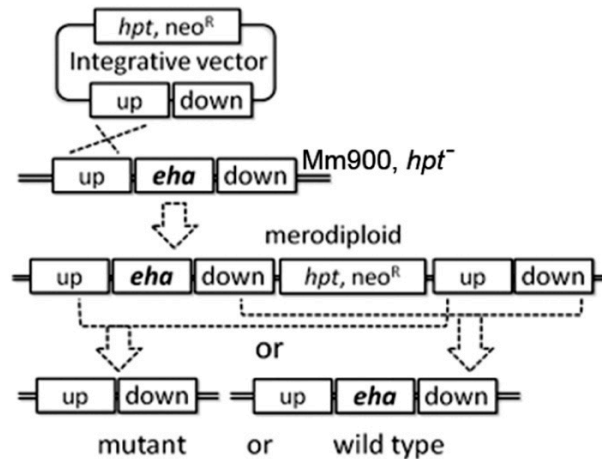 hpt, neoᴿ
Integrative vector
up down
up eha down Mm900, hpt⁻
merodiploid
up eha down hpt, neoᴿ up down
or
up down up eha down
mutant or wild type